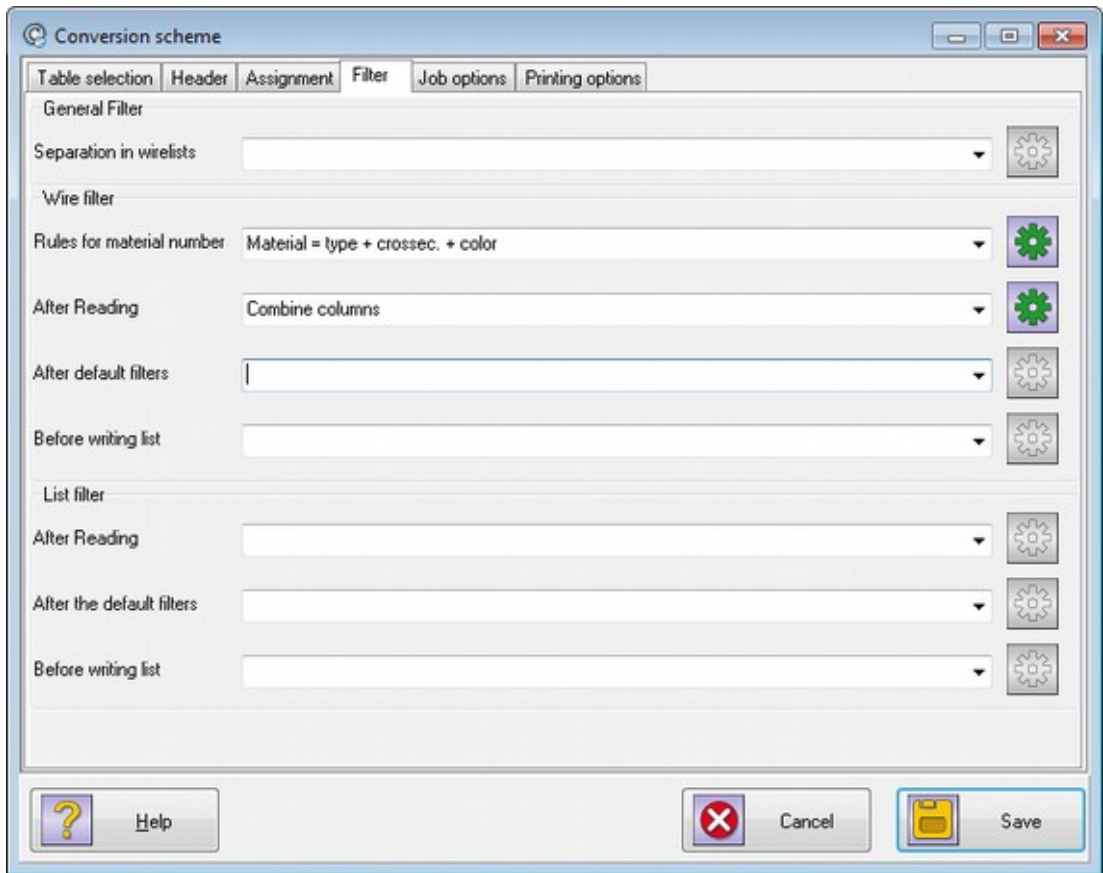 Conversion scheme
Table selection Header Assignment Filter Job options Printing options
General Filter
Separation in wirelists
Wire filter
Rules for material number Material = type + crossec. + color
After Reading Combine columns
After default filters
Before writing list
List filter
After Reading
After the default filters
Before writing list
? Help Cancel Save